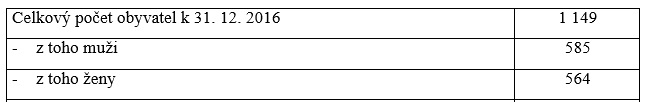 Celkový počet obyvatel k 31. 12. 2016 1 149
- z toho muži 585
- z toho ženy 564